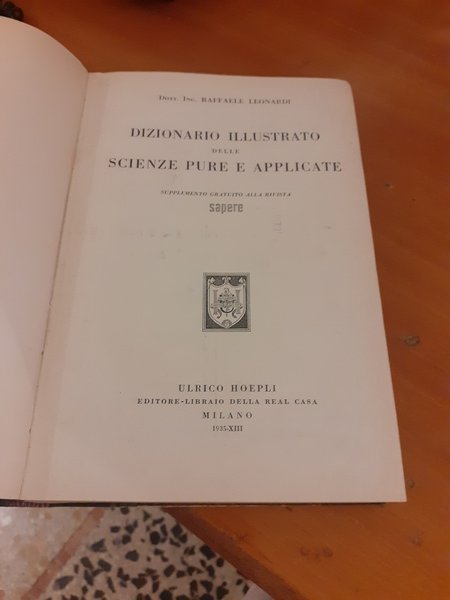 Dott. Ing. RAFFAELE LEONARDI
DIZIONARIO ILLUSTRATO
DELLE
SCIENZE PURE E APPLICATE
SUPPLEMENTO GRATUITO ALLA RIVISTA
sapere
ULRICO HOEPLI
EDITORE-LIBRAIO DELLA REAL CASA
MILANO
1935-XIII